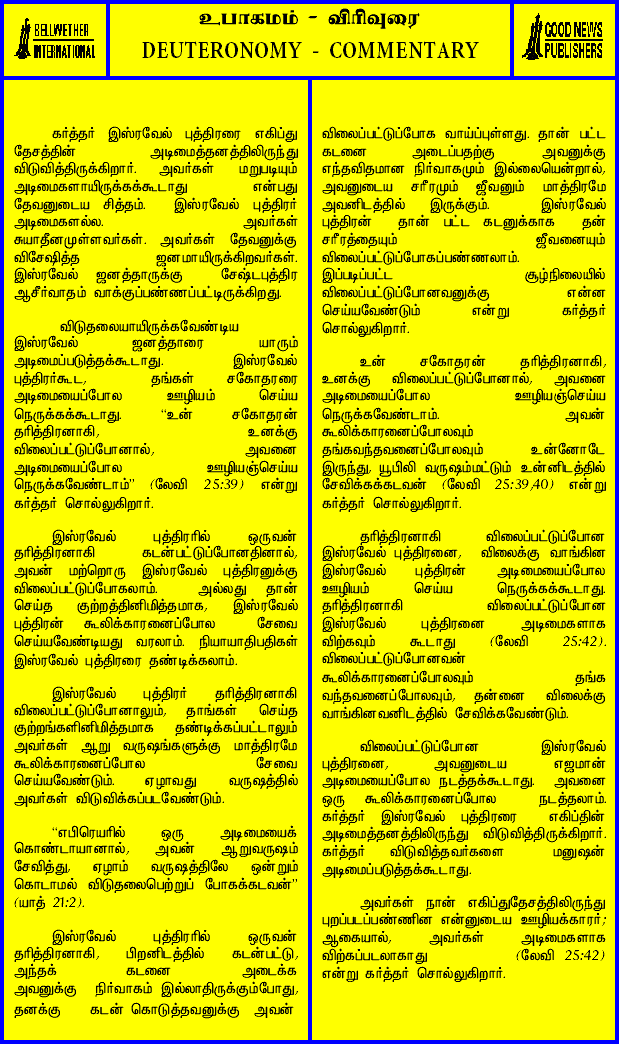 BELLWETHER
INTERNATIONAL
உபாகமம் - விரிவுரை
DEUTERONOMY - COMMENTARY
GOOD NEWS
PUBLISHERS
கர்த்தர் இஸ்ரவேல் புத்திரரை எகிப்து
தேசத்தின் அடிமைத்தனத்திலிருந்து
விடுவித்திருக்கிறார். அவர்கள் மறுபடியும்
அடிமைகளாயிருக்கக்கூடாது என்பது
தேவனுடைய சித்தம். இஸ்ரவேல் புத்திரர்
அடிமைகளல்ல. அவர்கள்
சுயாதீனமுள்ளவர்கள். அவர்கள் தேவனுக்கு
விசேஷித்த ஜனமாயிருக்கிறவர்கள்.
இஸ்ரவேல் ஜனத்தாருக்கு சேஷ்டபுத்திர
ஆசீர்வாதம் வாக்குப்பண்ணப்பட்டிருக்கிறது.
விடுதலையாயிருக்கவேண்டிய
இஸ்ரவேல் ஜனத்தாரை யாரும்
அடிமைப்படுத்தக்கூடாது. இஸ்ரவேல்
புத்திரர்கூட, தங்கள் சகோதரரை
அடிமையைப்போல ஊழியம் செய்ய
நெருக்கக்கூடாது. “உன் சகோதரன்
தரித்திரனாகி, உனக்கு
விலைப்பட்டுப்போனால், அவனை
அடிமையைப்போல ஊழியஞ்செய்ய
நெருக்கவேண்டாம்” (லேவி 25:39) என்று
கர்த்தர் சொல்லுகிறார்.
இஸ்ரவேல் புத்திரரில் ஒருவன்
தரித்திரனாகி கடன்பட்டுப்போனதினால்,
அவன் மற்றொரு இஸ்ரவேல் புத்திரனுக்கு
விலைப்பட்டுப்போகலாம். அல்லது தான்
செய்த குற்றத்தினிமித்தமாக, இஸ்ரவேல்
புத்திரன் கூலிக்காரனைப்போல சேவை
செய்யவேண்டியது வரலாம். நியாயாதிபதிகள்
இஸ்ரவேல் புத்திரரை தண்டிக்கலாம்.
இஸ்ரவேல் புத்திரர் தரித்திரனாகி
விலைப்பட்டுப்போனாலும், தாங்கள் செய்த
குற்றங்களினிமித்தமாக தண்டிக்கப்பட்டாலும்
அவர்கள் ஆறு வருஷங்களுக்கு மாத்திரமே
கூலிக்காரனைப்போல சேவை
செய்யவேண்டும். ஏழாவது வருஷத்தில்
அவர்கள் விடுவிக்கப்படவேண்டும்.
“எபிரெயரில் ஒரு அடிமையைக்
கொண்டாயானால், அவன் ஆறுவருஷம்
சேவித்து, ஏழாம் வருஷத்திலே ஒன்றும்
கொடாமல் விடுதலைபெற்றுப் போகக்கடவன்”
(யாத் 21:2).
இஸ்ரவேல் புத்திரரில் ஒருவன்
தரித்திரனாகி, பிறனிடத்தில் கடன்பட்டு,
அந்தக் கடனை அடைக்க
அவனுக்கு நிர்வாகம் இல்லாதிருக்கும்போது,
தனக்கு கடன் கொடுத்தவனுக்கு அவன்
விலைப்பட்டுப்போக வாய்ப்புள்ளது. தான் பட்ட
கடனை அடைப்பதற்கு அவனுக்கு
எந்தவிதமான நிர்வாகமும் இல்லையென்றால்,
அவனுடைய சரீரமும் ஜீவனும் மாத்திரமே
அவனிடத்தில் இருக்கும். இஸ்ரவேல்
புத்திரன் தான் பட்ட கடனுக்காக தன்
சரீரத்தையும் ஜீவனையும்
விலைப்பட்டுப்போகப்பண்ணலாம்.
இப்படிப்பட்ட சூழ்நிலையில்
விலைப்பட்டுப்போனவனுக்கு என்ன
செய்யவேண்டும் என்று கர்த்தர்
சொல்லுகிறார்.
உன் சகோதரன் தரித்திரனாகி,
உனக்கு விலைப்பட்டுப்போனால், அவனை
அடிமையைப்போல ஊழியஞ்செய்ய
நெருக்கவேண்டாம். அவன்
கூலிக்காரனைப்போலவும்
தங்கவந்தவனைப்போலவும் உன்னோடே
இருந்து, யூபிலி வருஷம்மட்டும் உன்னிடத்தில்
சேவிக்கக்கடவன் (லேவி 25:39,40) என்று
கர்த்தர் சொல்லுகிறார்.
தரித்திரனாகி விலைப்பட்டுப்போன
இஸ்ரவேல் புத்திரனை, விலைக்கு வாங்கின
இஸ்ரவேல் புத்திரன் அடிமையைப்போல
ஊழியம் செய்ய நெருக்கக்கூடாது.
தரித்திரனாகி விலைப்பட்டுப்போன
இஸ்ரவேல் புத்திரனை அடிமைகளாக
விற்கவும் கூடாது (லேவி 25:42).
விலைப்பட்டுப்போனவன்
கூலிக்காரனைப்போலவும் தங்க
வந்தவனைப்போலவும், தன்னை விலைக்கு
வாங்கினவனிடத்தில் சேவிக்கவேண்டும்.
விலைப்பட்டுப்போன இஸ்ரவேல்
புத்திரனை, அவனுடைய எஜமான்
அடிமையைப்போல நடத்தக்கூடாது. அவனை
ஒரு கூலிக்காரனைப்போல நடத்தலாம்.
கர்த்தர் இஸ்ரவேல் புத்திரரை எகிப்தின்
அடிமைத்தனத்திலிருந்து விடுவித்திருக்கிறார்.
கர்த்தர் விடுவித்தவர்களை மனுஷன்
அடிமைப்படுத்தக்கூடாது.
அவர்கள் நான் எகிப்துதேசத்திலிருந்து
புறப்படப்பண்ணின என்னுடைய ஊழியக்காரர்;
ஆகையால், அவர்கள் அடிமைகளாக
விற்கப்படலாகாது (லேவி 25:42)
என்று கர்த்தர் சொல்லுகிறார்.